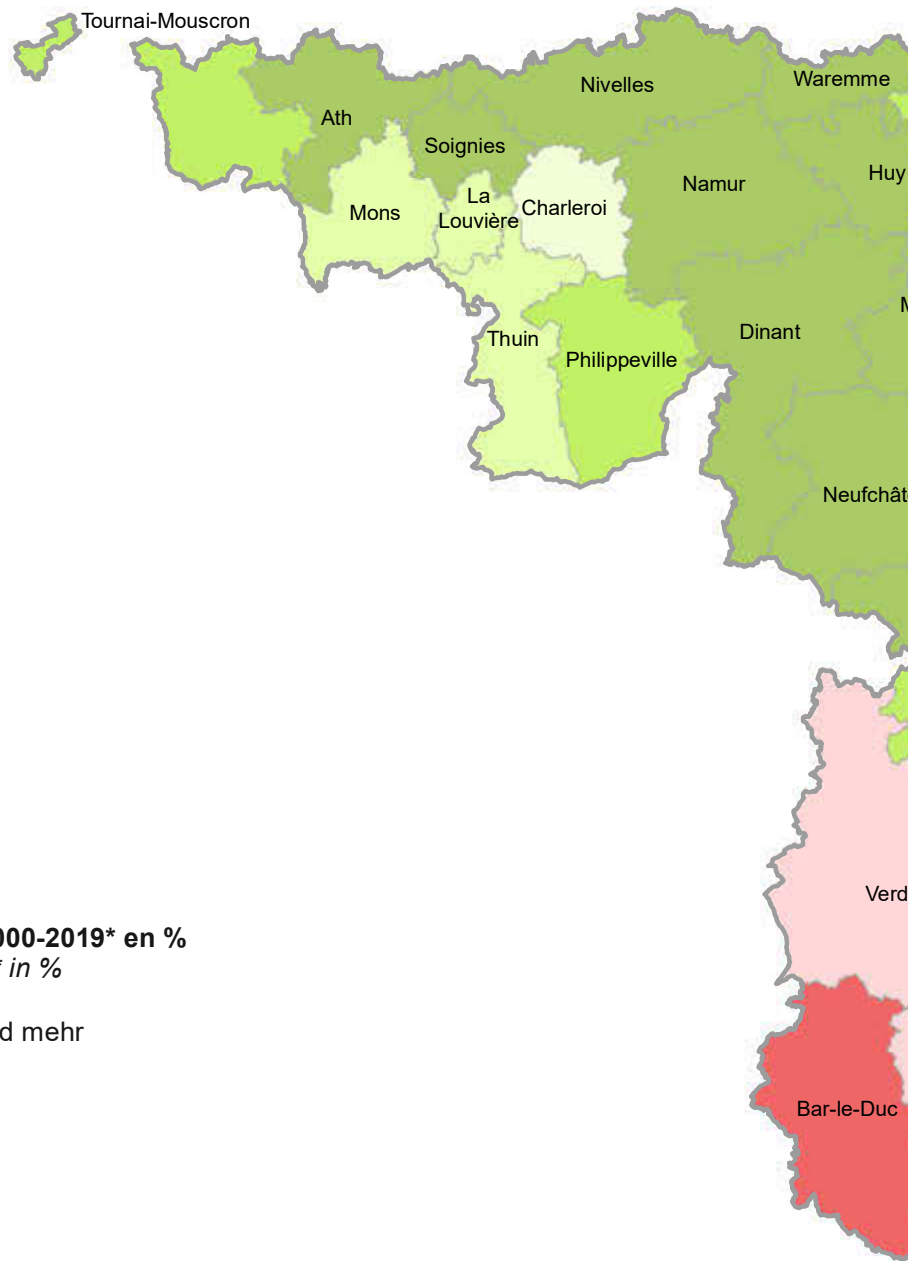 Tournai-Mouscron
Nivelles
Waremme
Ath
Soignies
Huy
Namur
La
Louvière
Mons
Charleroi
M
Dinant
Thuin
Philippeville
Neufchât
Verd
000-2019* en %
* in %
d mehr
Bar-le-Duc